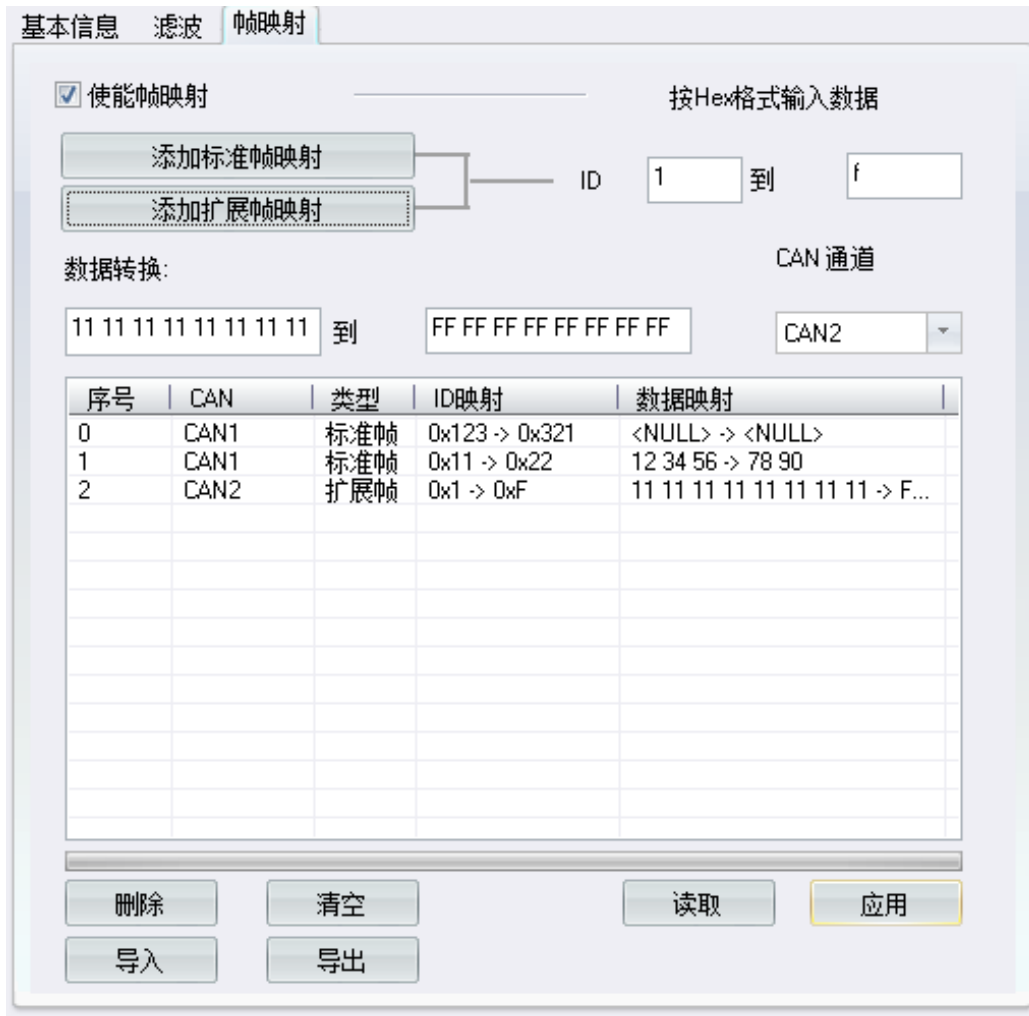 基本信息 滤波 帧映射
使能帧映射 按Hex格式输入数据
添加标准帧映射
ID 1 到 f
添加扩展帧映射
数据转换: CAN 通道
11 11 11 11 11 11 11 11 到 FF FF FF FF FF FF FF FF CAN2
序号 CAN 类型 ID映射 数据映射
0 CAN1 标准帧 0x123 -> 0x321 <NULL> -> <NULL>
1 CAN1 标准帧 0x11 -> 0x22 12 34 56 -> 78 90
2 CAN2 扩展帧 0x1 -> 0xF 11 11 11 11 11 11 11 11 -> F...
删除 清空 读取 应用
导入 导出